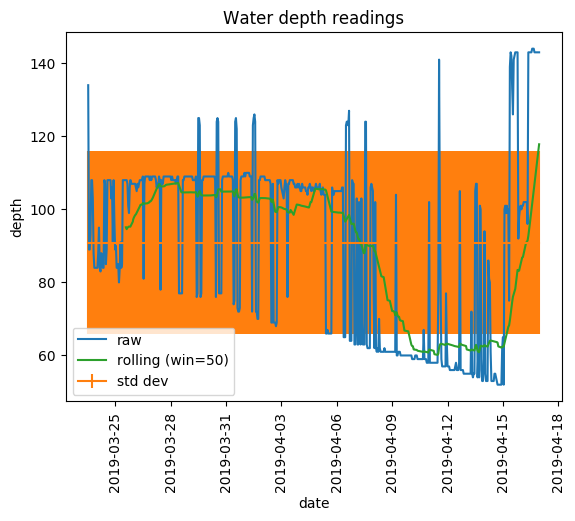 Water depth readings
depth
140
120
100
80
60
raw
rolling (win=50)
std dev
2019-03-25
2019-03-28
2019-03-31
2019-04-03
2019-04-06
2019-04-09
2019-04-12
2019-04-15
2019-04-18
date